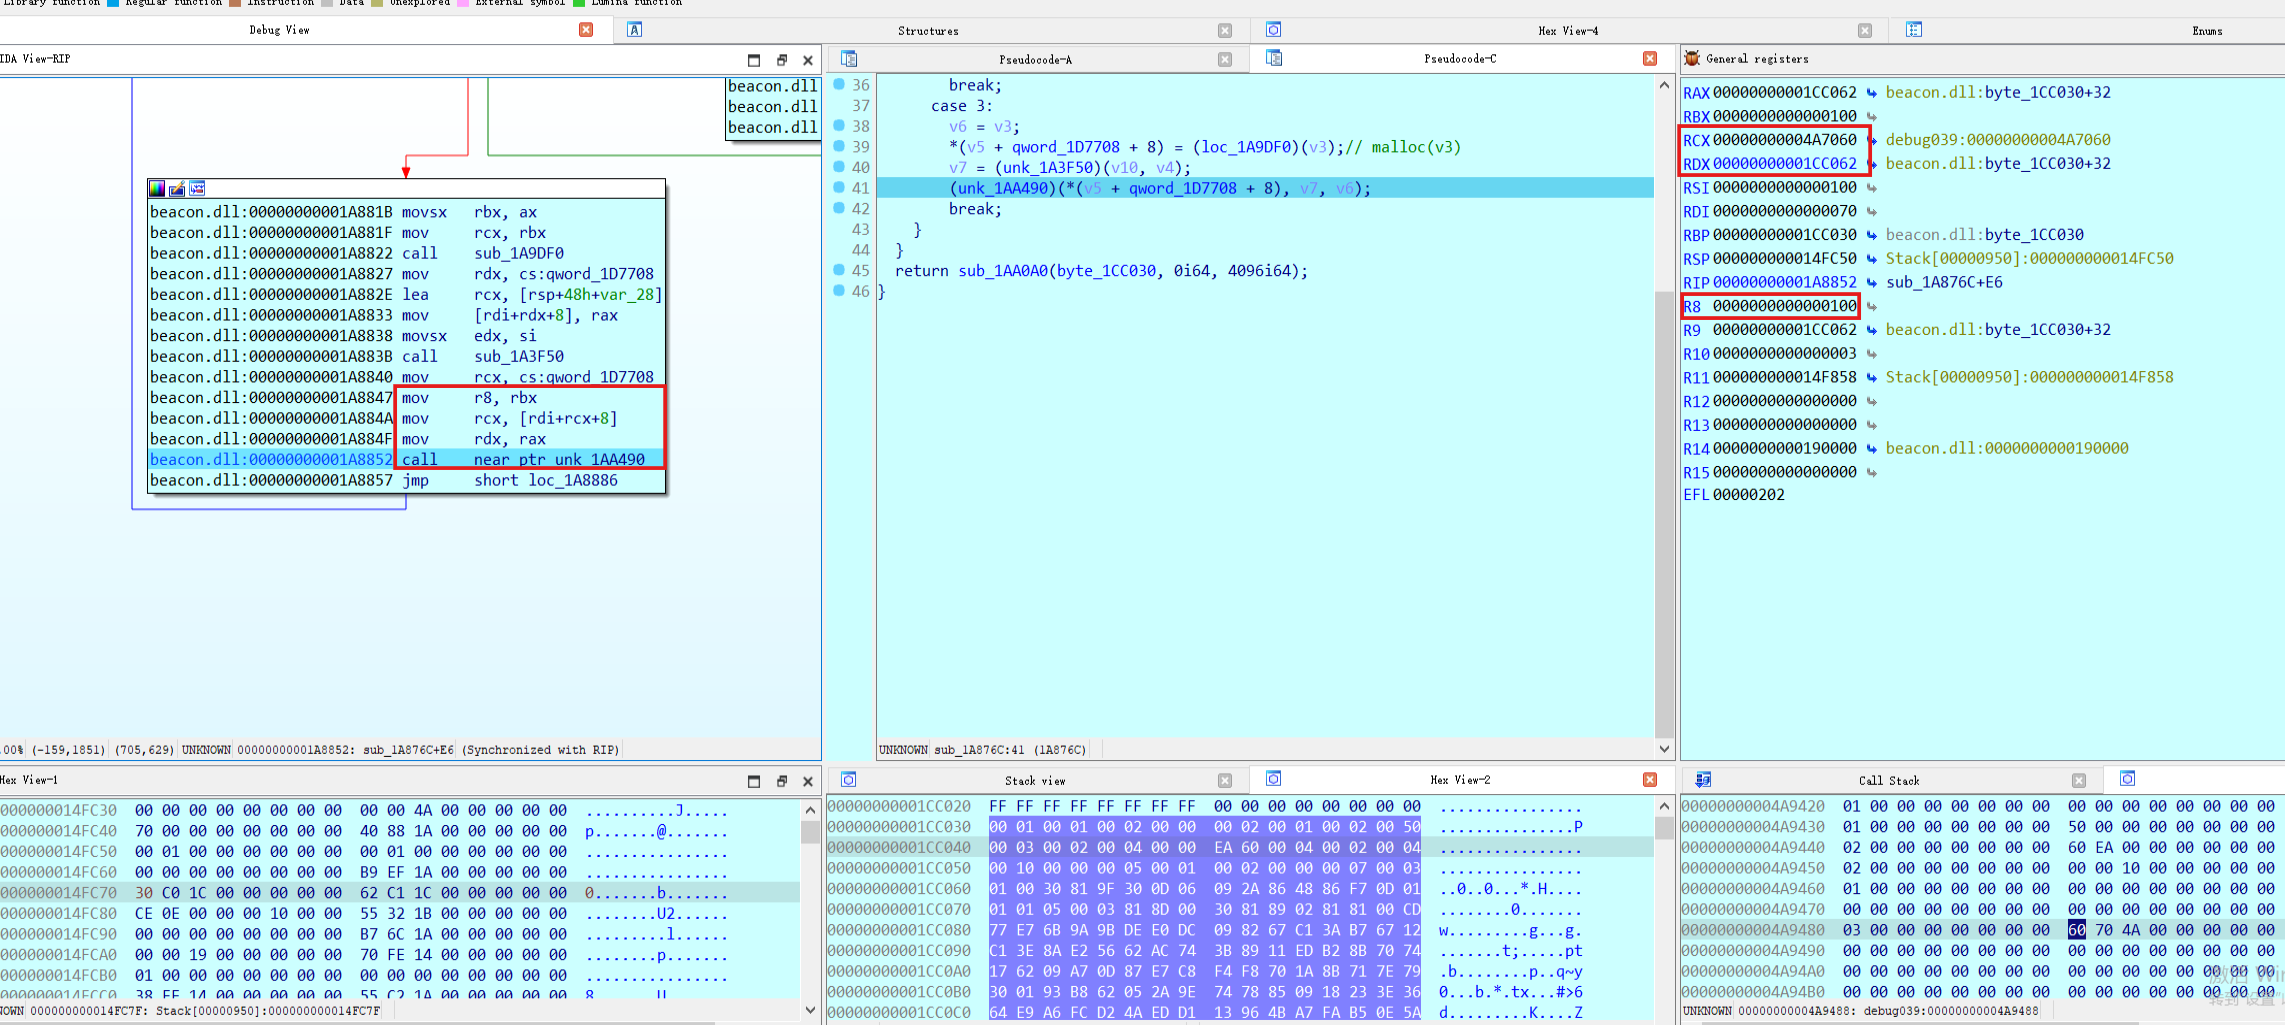 Library function Regular function Instruction Data Unexplored External symbol Lumina function
Debug View
Structures
Hex View-4
Enums
IDA View-RIP
Pseudocode-A
Pseudocode-C
General registers
beacon.dll
beacon.dll
beacon.dll
beacon.dll:00000000001A881B movsx rbx, ax
beacon.dll:00000000001A881F mov rcx, rbx
beacon.dll:00000000001A8822 call sub_1A9DF0
beacon.dll:00000000001A8827 mov rdx, cs:qword_1D7708
beacon.dll:00000000001A882E lea rcx, [rsp+48h+var_28]
beacon.dll:00000000001A8833 mov [rdi+rdx+8], rax
beacon.dll:00000000001A8838 movsx edx, si
beacon.dll:00000000001A883B call sub_1A3F50
beacon.dll:00000000001A8840 mov rcx, cs:qword_1D7708
beacon.dll:00000000001A8847 mov r8, rbx
beacon.dll:00000000001A884A mov rcx, [rdi+rcx+8]
beacon.dll:00000000001A884F mov rdx, rax
beacon.dll:00000000001A8852 call near ptr unk_1AA490
beacon.dll:00000000001A8857 jmp short loc_1A8886
.00% (-159,1851) (705,629) UNKNOWN 00000000001A8852: sub_1A876C+E6 (Synchronized with RIP)
36 break;
37 case 3:
38 v6 = v3;
39 *(v5 + qword_1D7708 + 8) = (loc_1A9DF0)(v3);// malloc(v3)
40 v7 = (unk_1A3F50)(v10, v4);
41 (unk_1AA490)(*(v5 + qword_1D7708 + 8), v7, v6);
42 break;
43 }
44 }
45 return sub_1AA0A0(byte_1CC030, 0i64, 4096i64);
46 }
UNKNOWN sub_1A876C:41 (1A876C)
RAX 00000000001CC062 beacon.dll:byte_1CC030+32
RBX 0000000000000100
RCX 00000000004A7060 debug039:00000000004A7060
RDX 00000000001CC062 beacon.dll:byte_1CC030+32
RSI 0000000000000100
RDI 0000000000000070
RBP 00000000001CC030 beacon.dll:byte_1CC030
RSP 000000000014FC50 Stack[00000950]:000000000014FC50
RIP 00000000001A8852 sub_1A876C+E6
R8 0000000000000100
R9 00000000001CC062 beacon.dll:byte_1CC030+32
R10 0000000000000003
R11 000000000014F858 Stack[00000950]:000000000014F858
R12 0000000000000000
R13 0000000000000000
R14 0000000000190000 beacon.dll:0000000000190000
R15 0000000000000000
EFL 00000202
Hex View-1
000000014FC30 00 00 00 00 00 00 00 00 00 00 4A 00 00 00 00 00 ..........J.....
000000014FC40 70 00 00 00 00 00 00 00 40 88 1A 00 00 00 00 00 p.......@.......
000000014FC50 00 01 00 00 00 00 00 00 00 01 00 00 00 00 00 00 ................
000000014FC60 00 00 00 00 00 00 00 00 B9 EF 1A 00 00 00 00 00 ................
000000014FC70 30 C0 1C 00 00 00 00 00 62 C1 1C 00 00 00 00 00 0.......b.......
000000014FC80 CE 0E 00 00 00 10 00 00 55 32 1B 00 00 00 00 00 ........U2......
000000014FC90 00 00 00 00 00 00 00 00 B7 6C 1A 00 00 00 00 00 .........l......
000000014FCA0 00 00 19 00 00 00 00 00 70 FE 14 00 00 00 00 00 ........p.......
000000014FCB0 01 00 00 00 00 00 00 00 00 00 00 00 00 00 00 00 ................
000000014FCC0 38 FE 14 00 00 00 00 00 55 C2 1A 00 00 00 00 00 8.......U.......
NOWN 000000000014FC7F: Stack[00000950]:000000000014FC7F
Stack view
Hex View-2
00000000001CC020 FF FF FF FF FF FF FF FF 00 00 00 00 00 00 00 00 ................
00000000001CC030 00 01 00 01 00 02 00 00 00 02 00 01 00 02 00 50 ...............P
00000000001CC040 00 03 00 02 00 04 00 00 EA 60 00 04 00 02 00 04 ................
00000000001CC050 00 10 00 00 00 05 00 01 00 02 00 00 00 07 00 03 ................
00000000001CC060 01 00 30 81 9F 30 0D 06 09 2A 86 48 86 F7 0D 01 ..0..0...*.H....
00000000001CC070 01 01 05 00 03 81 8D 00 30 81 89 02 81 81 00 CD ........0.......
00000000001CC080 77 E7 6B 9A 9B DE E0 DC 09 82 67 C1 3A B7 67 12 w.........g...g.
00000000001CC090 C1 3E 8A E2 56 62 AC 74 3B 89 11 ED B2 8B 70 74 .......t;.....pt
00000000001CC0A0 17 62 09 A7 0D 87 E7 C8 F4 F8 70 1A 8B 71 7E 79 .b........p..q~y
00000000001CC0B0 30 01 93 B8 62 05 2A 9E 74 78 85 09 18 23 3E 36 0...b.*.tx...#>6
00000000001CC0C0 64 E9 A6 FC D2 4A ED D1 13 96 4B A7 FA B5 0E 5A d.........K....Z
Call Stack
00000000004A9420 01 00 00 00 00 00 00 00 00 00 00 00 00 00 00 00
00000000004A9430 01 00 00 00 00 00 00 00 50 00 00 00 00 00 00 00
00000000004A9440 02 00 00 00 00 00 00 00 60 EA 00 00 00 00 00 00
00000000004A9450 02 00 00 00 00 00 00 00 00 00 10 00 00 00 00 00
00000000004A9460 01 00 00 00 00 00 00 00 00 00 00 00 00 00 00 00
00000000004A9470 00 00 00 00 00 00 00 00 00 00 00 00 00 00 00 00
00000000004A9480 03 00 00 00 00 00 00 00 60 70 4A 00 00 00 00 00
00000000004A9490 00 00 00 00 00 00 00 00 00 00 00 00 00 00 00 00
00000000004A94A0 00 00 00 00 00 00 00 00 00 00 00 00 00 00 00 00
00000000004A94B0 00 00 00 00 00 00 00 00 00 00 00 00 00 00 00 00
UNKNOWN 00000000004A9488: debug039:00000000004A9488
激活 Wi
转到"设置"